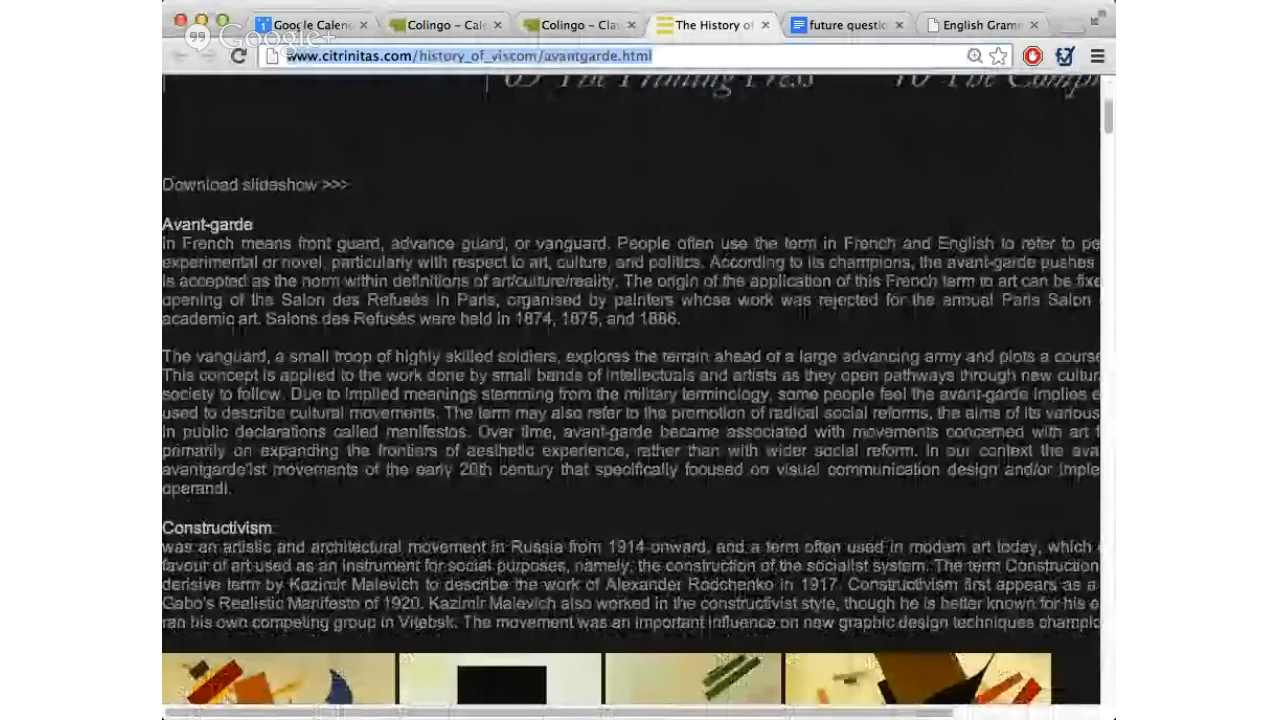 Google Calen
Colingo – Cale
Colingo – Clas
The History of
future questio
English Gramm
Google+
www.citrinitas.com/history_of_viscom/avantgarde.html
09 The Printing Press
10 The Comp
Download slideshow >>>
Avant-garde
in French means front guard, advance guard, or vanguard. People often use the term in French and English to refer to pe
experimental or novel, particularly with respect to art, culture, and politics. According to its champions, the avant-garde pushes
is accepted as the norm within definitions of art/culture/reality. The origin of the application of this French term to art can be fixe
opening of the Salon des Refusés in Paris, organised by painters whose work was rejected for the annual Paris Salon
academic art. Salons des Refusés were held in 1874, 1875, and 1886.
The vanguard, a small troop of highly skilled soldiers, explores the terrain ahead of a large advancing army and plots a course
This concept is applied to the work done by small bands of intellectuals and artists as they open pathways through new cultur
society to follow. Due to implied meanings stemming from the military terminology, some people feel the avant-garde implies e
used to describe cultural movements. The term may also refer to the promotion of radical social reforms, the aims of its various
in public declarations called manifestos. Over time, avant-garde became associated with movements concerned with art f
primarily on expanding the frontiers of aesthetic experience, rather than with wider social reform. In our context the ava
avantgarde'ist movements of the early 20th century that specifically focused on visual communication design and/or imple
operandi.
Constructivism
was an artistic and architectural movement in Russia from 1914 onward, and a term often used in modern art today, which
favour of art used as an instrument for social purposes, namely, the construction of the socialist system. The term Construction
derisive term by Kazimir Malevich to describe the work of Alexander Rodchenko in 1917. Constructivism first appears as a
Gabo's Realistic Manifesto of 1920. Kazimir Malevich also worked in the constructivist style, though he is better known for his e
ran his own competing group in Vitebsk. The movement was an important influence on new graphic design techniques champio